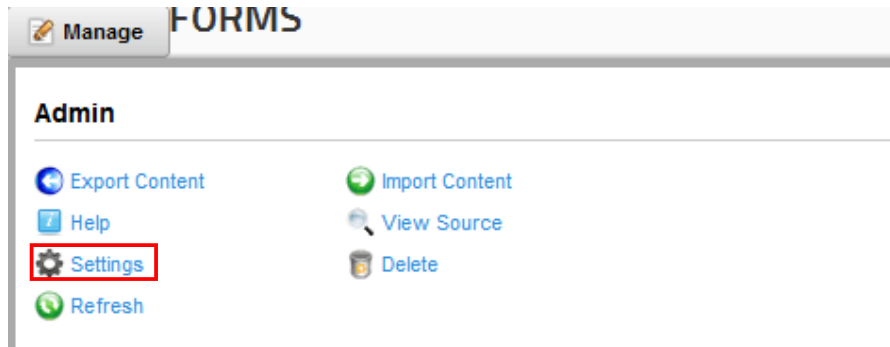 Manage FORMS
Admin
Export Content Import Content
Help View Source
Settings Delete
Refresh